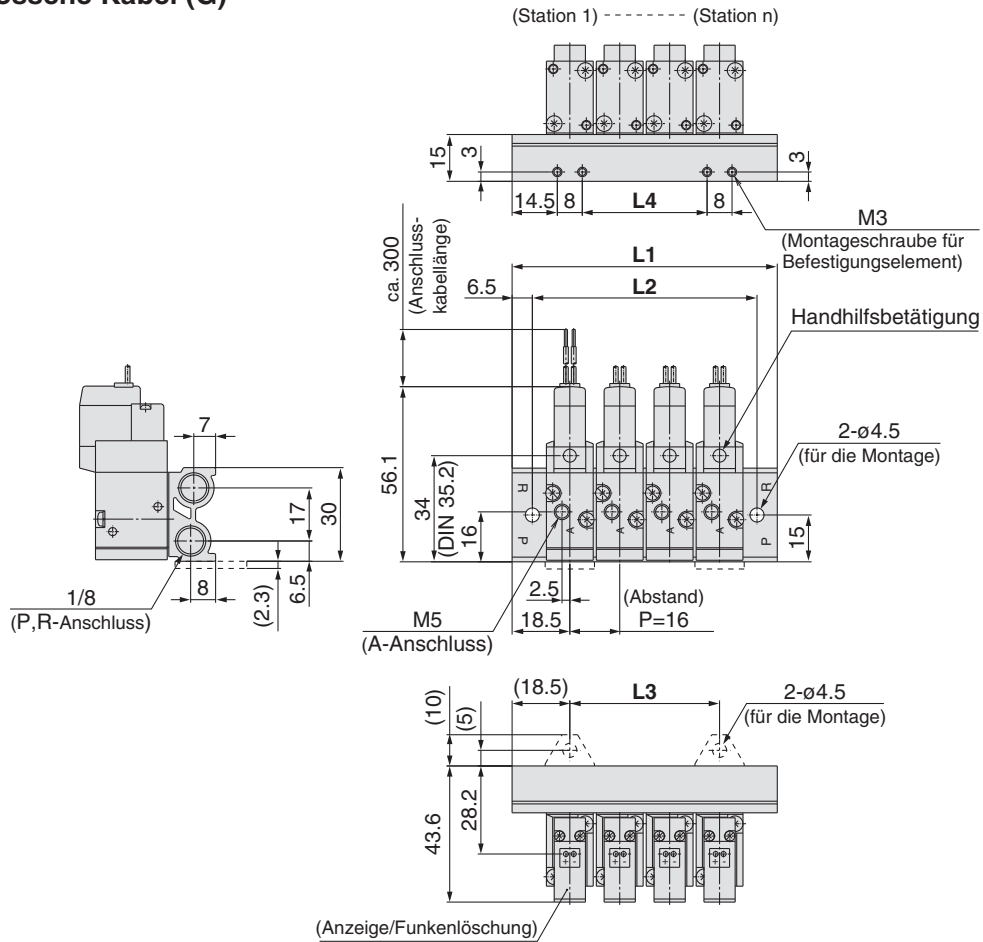 (Station 1) (Station n)
15
3
3
14.5
8
L4
8
M3
(Montageschraube für
Befestigungselement)
L1
6.5
L2
ca. 300
(Anschluss-
kabellänge)
Handhilfsbetätigung
2-ø4.5
(für die Montage)
56.1
34
(DIN 35.2)
16
R
P
A
A
A
A
R
P
15
2.5
18.5
(Abstand)
P=16
M5
(A-Anschluss)
7
17
30
8
(2.3)
6.5
1/8
(P,R-Anschluss)
(18.5)
L3
2-ø4.5
(für die Montage)
(10)
(5)
43.6
28.2
+ -
+ -
+ -
+ -
(Anzeige/Funkenlöschung)